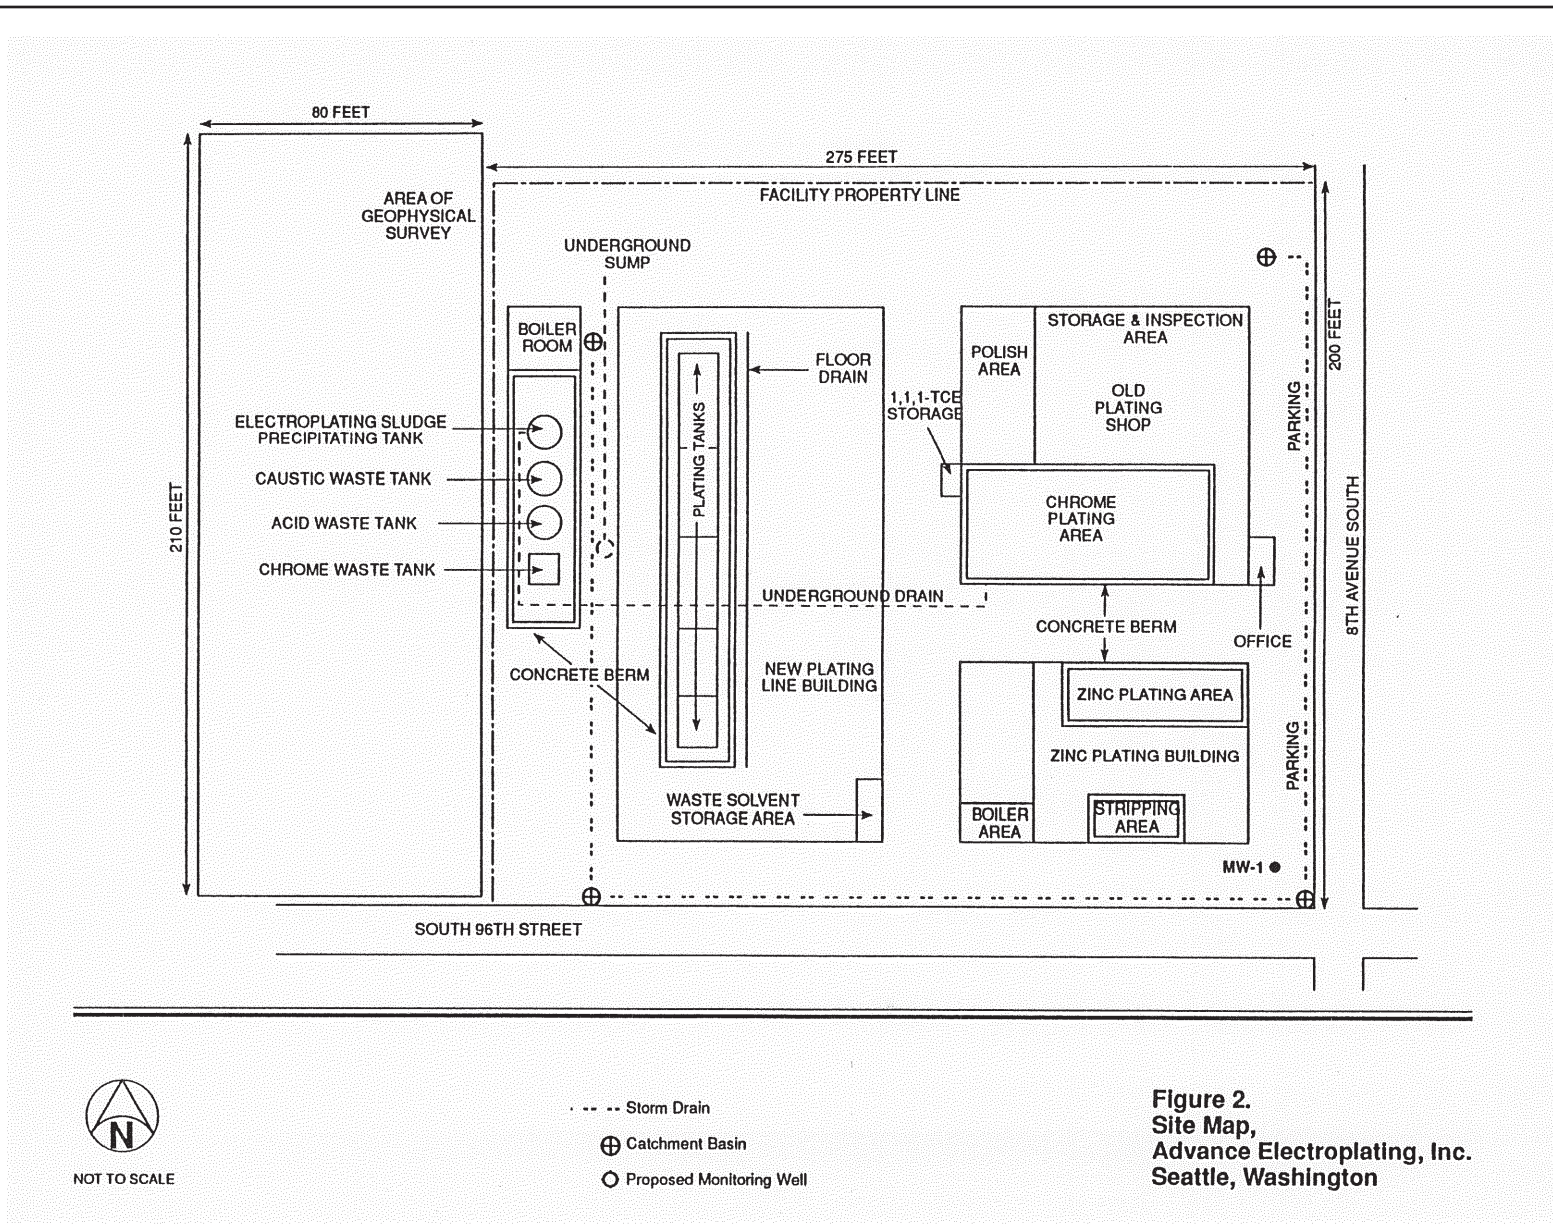 80 FEET
275 FEET
FACILITY PROPERTY LINE
AREA OF
GEOPHYSICAL
SURVEY
UNDERGROUND
SUMP
BOILER
ROOM
FLOOR
DRAIN
POLISH
AREA
STORAGE & INSPECTION
AREA
200 FEET
1,1,1-TCE
STORAGE
OLD
PLATING
SHOP
PARKING
ELECTROPLATING SLUDGE
PRECIPITATING TANK
PLATING TANKS
CAUSTIC WASTE TANK
ACID WASTE TANK
CHROME WASTE TANK
210 FEET
CHROME
PLATING
AREA
8TH AVENUE SOUTH
UNDERGROUND DRAIN
CONCRETE BERM
OFFICE
CONCRETE BERM
NEW PLATING
LINE BUILDING
ZINC PLATING AREA
ZINC PLATING BUILDING
PARKING
WASTE SOLVENT
STORAGE AREA
BOILER
AREA
STRIPPING
AREA
MW-1
SOUTH 96TH STREET
N
NOT TO SCALE
Storm Drain
Catchment Basin
Proposed Monitoring Well
Figure 2.
Site Map,
Advance Electroplating, Inc.
Seattle, Washington